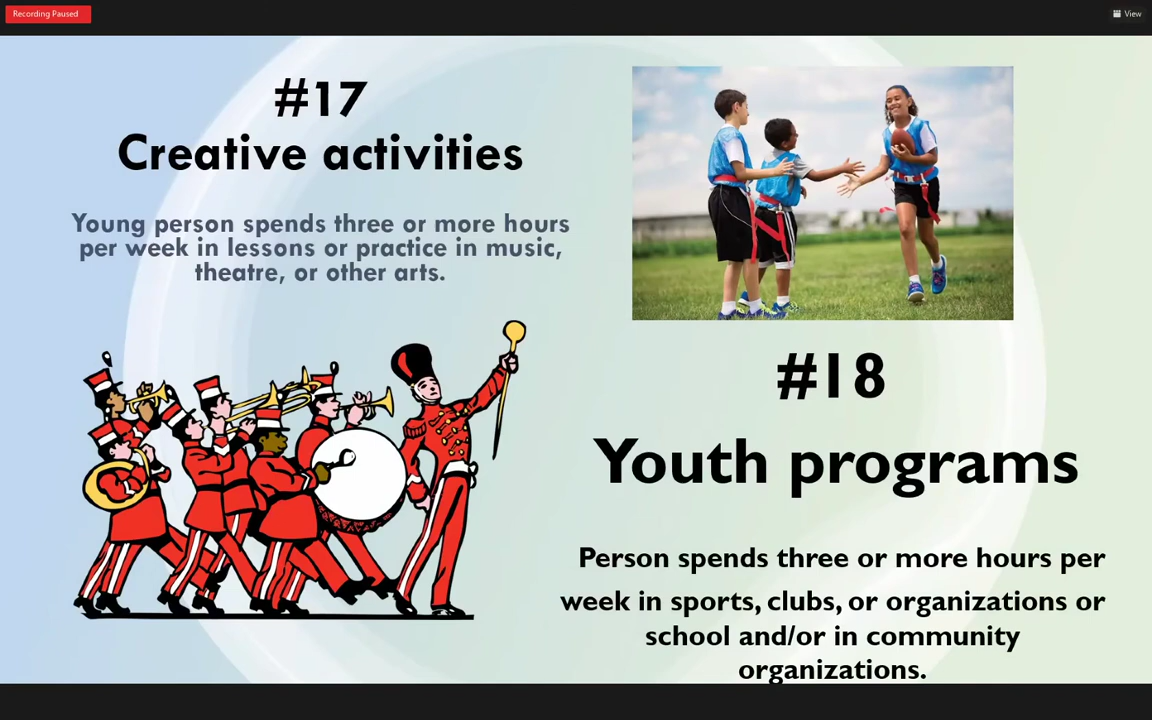 Recording Paused
View
#17
Creative activities
Young person spends three or more hours
per week in lessons or practice in music,
theatre, or other arts.
#18
Youth programs
Person spends three or more hours per
week in sports, clubs, or organizations or
school and/or in community
organizations.